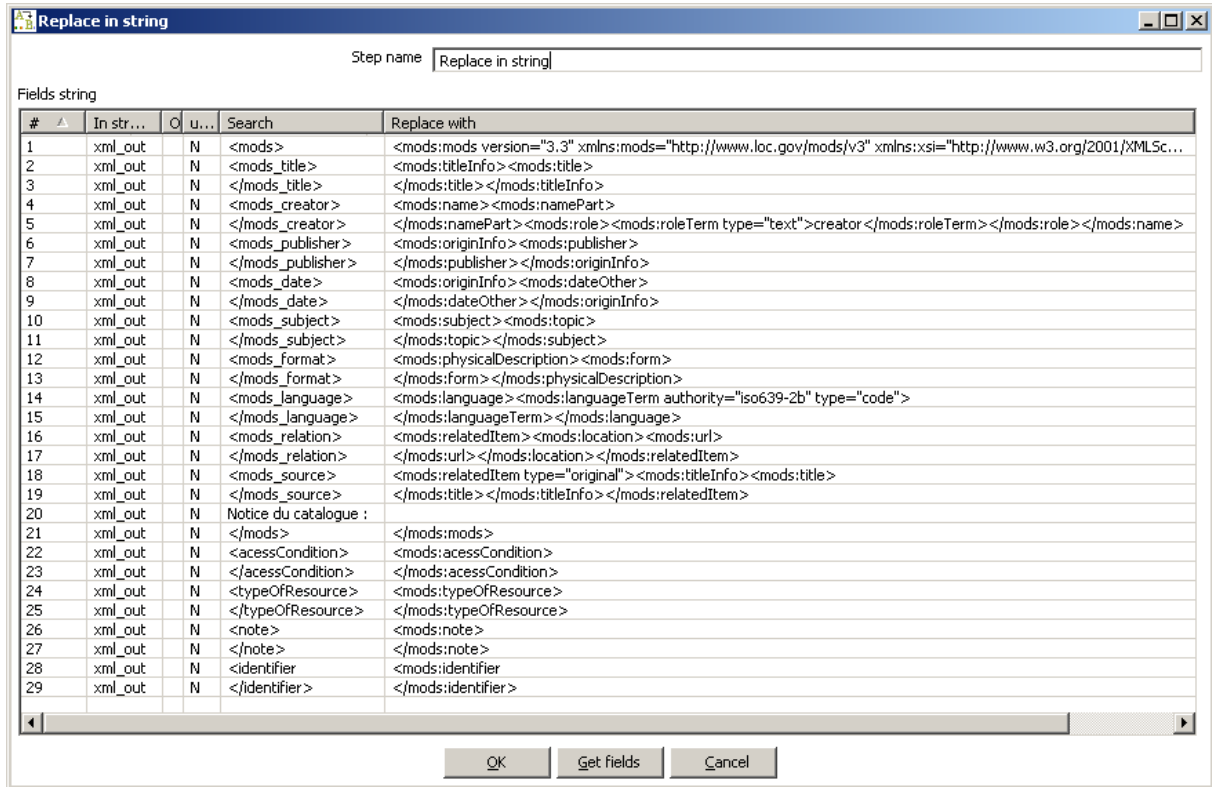 Replace in string
Step name Replace in string
Fields string
# In str... O u... Search Replace with
1 xml_out N <mods> <mods:mods version="3.3" xmlns:mods="http://www.loc.gov/mods/v3" xmlns:xsi="http://www.w3.org/2001/XMLSc...
2 xml_out N <mods_title> <mods:titleInfo><mods:title>
3 xml_out N </mods_title> </mods:title></mods:titleInfo>
4 xml_out N <mods_creator> <mods:name><mods:namePart>
5 xml_out N </mods_creator> </mods:namePart><mods:role><mods:roleTerm type="text">creator</mods:roleTerm></mods:role></mods:name>
6 xml_out N <mods_publisher> <mods:originInfo><mods:publisher>
7 xml_out N </mods_publisher> </mods:publisher></mods:originInfo>
8 xml_out N <mods_date> <mods:originInfo><mods:dateOther>
9 xml_out N </mods_date> </mods:dateOther></mods:originInfo>
10 xml_out N <mods_subject> <mods:subject><mods:topic>
11 xml_out N </mods_subject> </mods:topic></mods:subject>
12 xml_out N <mods_format> <mods:physicalDescription><mods:form>
13 xml_out N </mods_format> </mods:form></mods:physicalDescription>
14 xml_out N <mods_language> <mods:language><mods:languageTerm authority="iso639-2b" type="code">
15 xml_out N </mods_language> </mods:languageTerm></mods:language>
16 xml_out N <mods_relation> <mods:relatedItem><mods:location><mods:url>
17 xml_out N </mods_relation> </mods:url></mods:location></mods:relatedItem>
18 xml_out N <mods_source> <mods:relatedItem type="original"><mods:titleInfo><mods:title>
19 xml_out N </mods_source> </mods:title></mods:titleInfo></mods:relatedItem>
20 xml_out N Notice du catalogue :
21 xml_out N </mods> </mods:mods>
22 xml_out N <acessCondition> <mods:acessCondition>
23 xml_out N </acessCondition> </mods:acessCondition>
24 xml_out N <typeOfResource> <mods:typeOfResource>
25 xml_out N </typeOfResource> </mods:typeOfResource>
26 xml_out N <note> <mods:note>
27 xml_out N </note> </mods:note>
28 xml_out N <identifier <mods:identifier
29 xml_out N </identifier> </mods:identifier>
OK Get fields Cancel